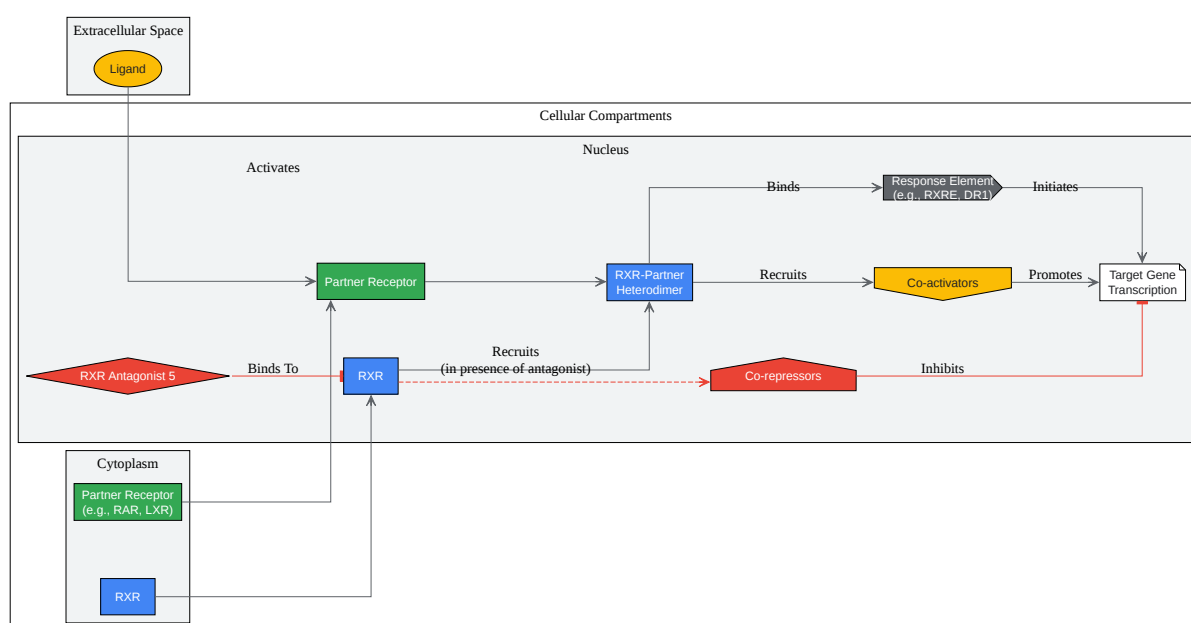 Extracellular Space
Ligand
Cellular Compartments
Nucleus
Activates
Binds
Response Element
(e.g., RXRE, DR1)
Initiates
Partner Receptor
RXR-Partner
Heterodimer
Recruits
Co-activators
Promotes
Target Gene
Transcription
RXR Antagonist 5
Binds To
RXR
Recruits
(in presence of antagonist)
Co-repressors
Inhibits
Cytoplasm
Partner Receptor
(e.g., RAR, LXR)
RXR